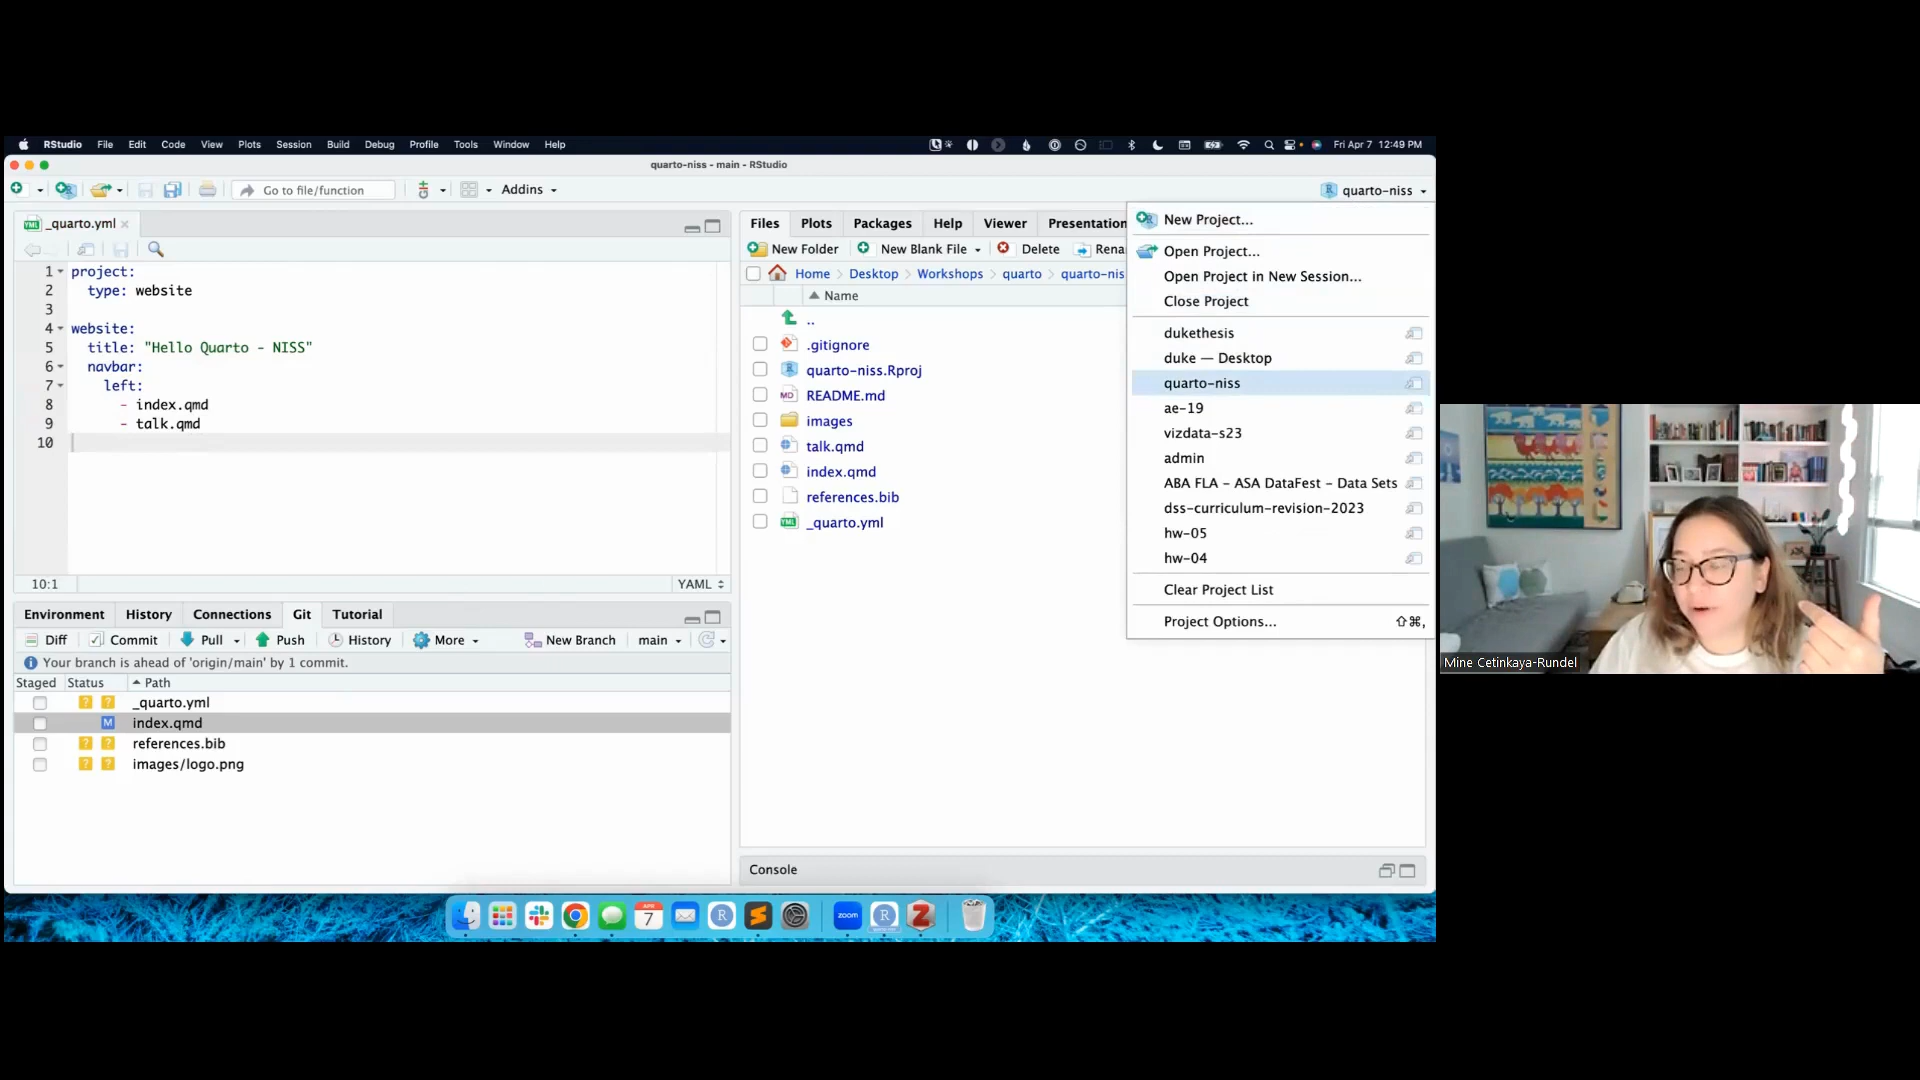 RStudio File Edit Code View Plots Session Build Debug Profile Tools Window Help Fri Apr 7 12:49 PM
quarto-niss - main - RStudio
Go to file/function Addins quarto-niss
_quarto.yml
1 project:
2 type: website
3
4 website:
5 title: "Hello Quarto - NISS"
6 navbar:
7 left:
8 - index.qmd
9 - talk.qmd
10
10:1 YAML
Environment History Connections Git Tutorial
Diff Commit Pull Push History More New Branch main
Your branch is ahead of 'origin/main' by 1 commit.
Staged Status Path
? ? _quarto.yml
M index.qmd
? ? references.bib
? ? images/logo.png
Files Plots Packages Help Viewer Presentation
New Folder New Blank File Delete Rena
Home Desktop Workshops quarto quarto-nis
Name
..
.gitignore
quarto-niss.Rproj
README.md
images
talk.qmd
index.qmd
references.bib
_quarto.yml
Console
New Project...
Open Project...
Open Project in New Session...
Close Project
dukethesis
duke — Desktop
quarto-niss
ae-19
vizdata-s23
admin
ABA FLA - ASA DataFest - Data Sets
dss-curriculum-revision-2023
hw-05
hw-04
Clear Project List
Project Options... ⇧⌘,
Mine Cetinkaya-Rundel
APR
7
zoom